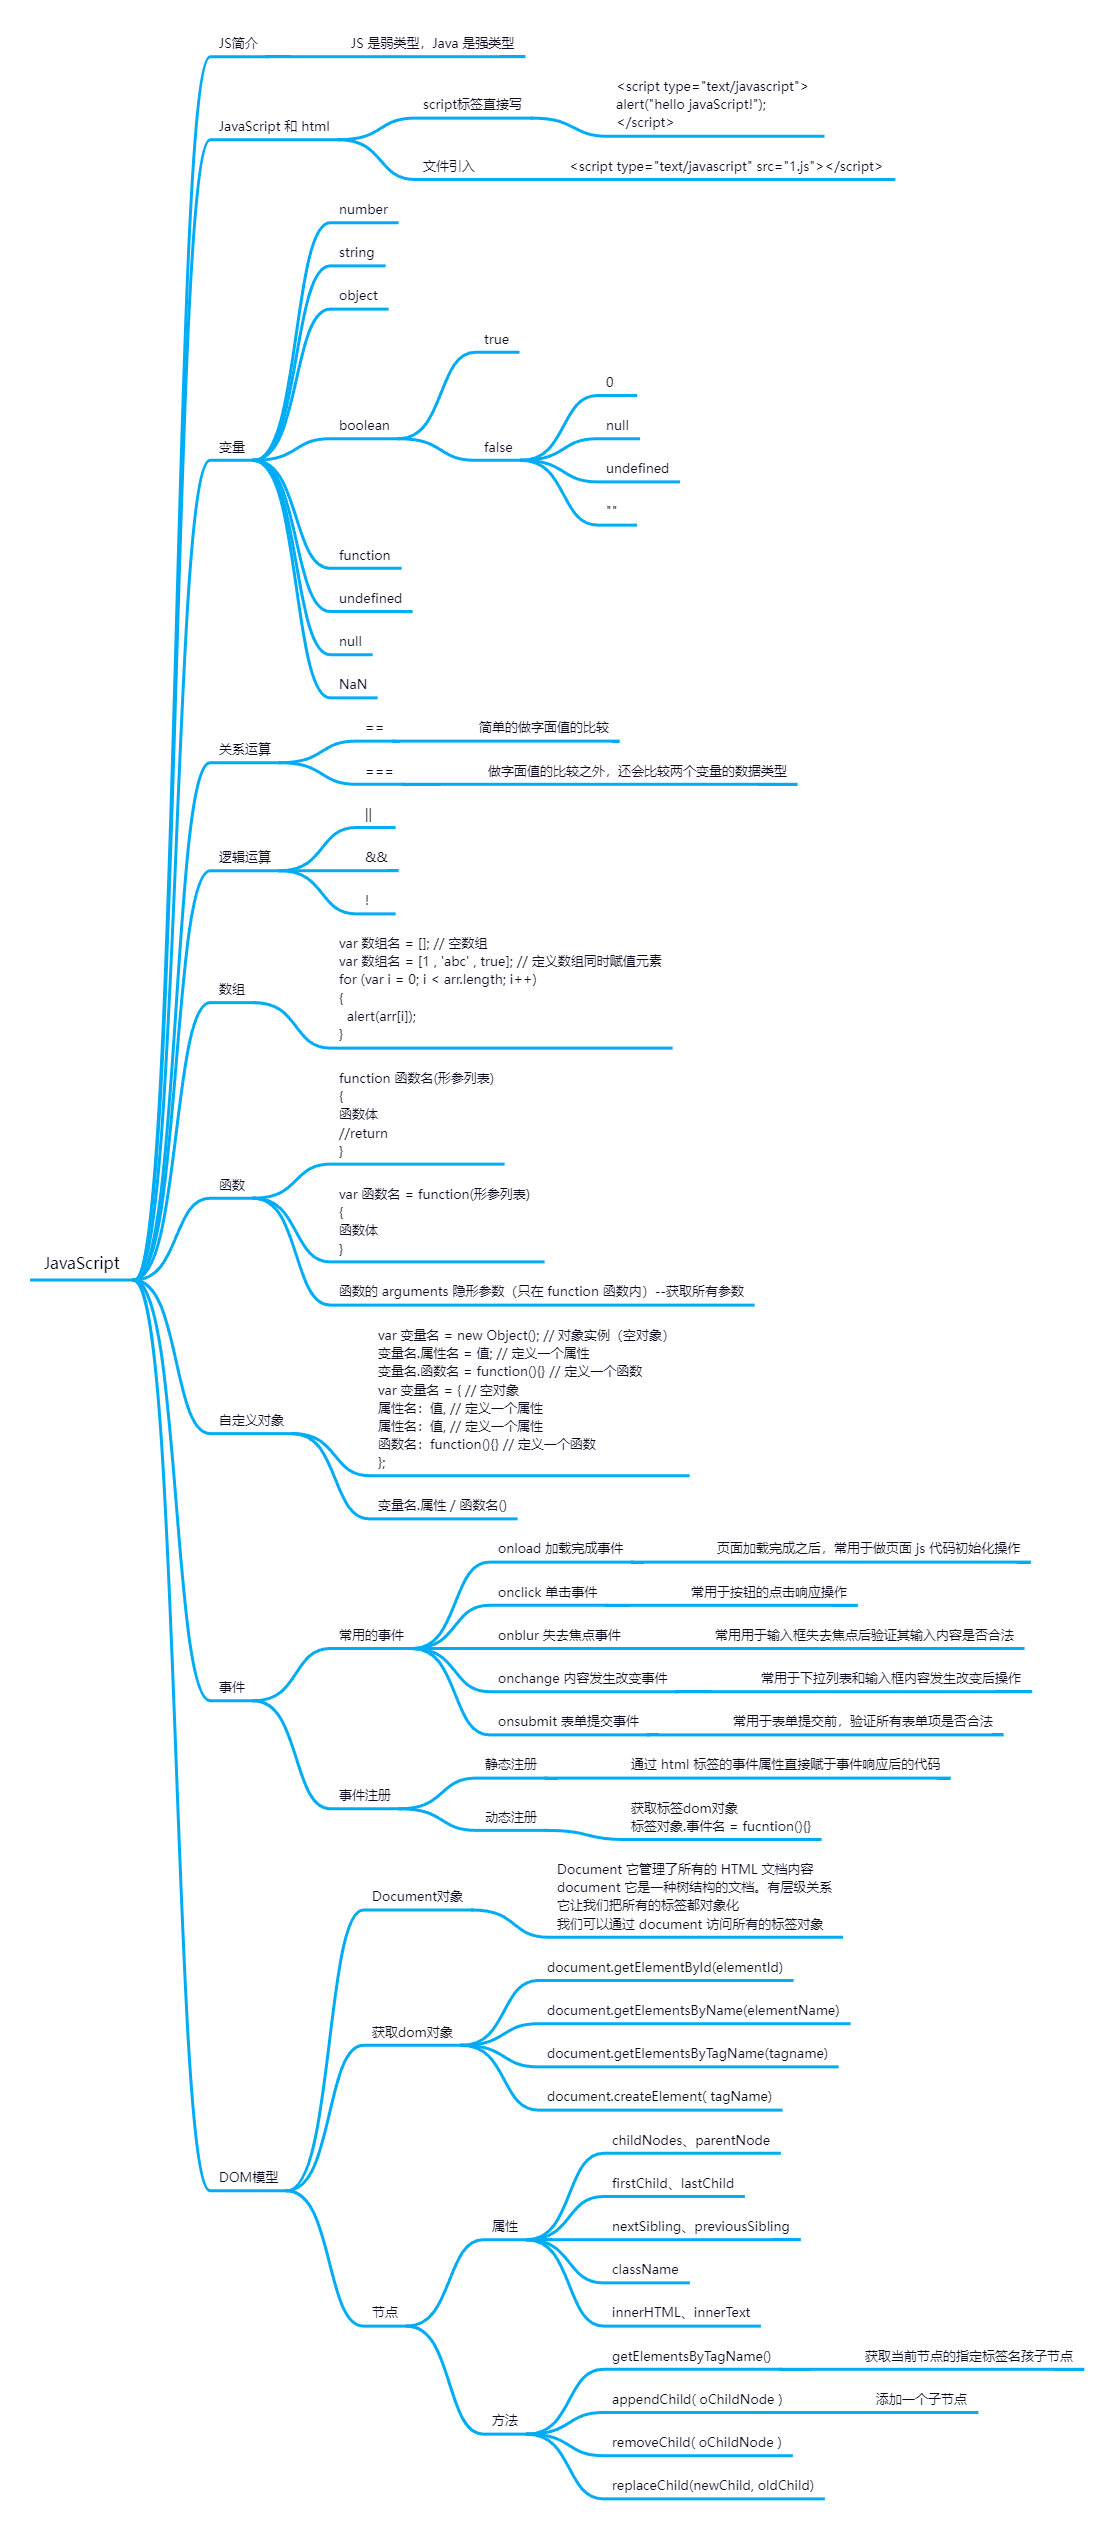 JavaScript
JS简介
JS 是弱类型，Java 是强类型
JavaScript 和 html
script标签直接写
<script type="text/javascript">
alert("hello javaScript!");
</script>
文件引入
<script type="text/javascript" src="1.js"></script>
变量
number
string
object
boolean
true
false
0
null
undefined
""
function
undefined
null
NaN
关系运算
==
简单的做字面值的比较
===
做字面值的比较之外，还会比较两个变量的数据类型
逻辑运算
||
&&
!
数组
var 数组名 = []; // 空数组
var 数组名 = [1 , 'abc' , true]; // 定义数组同时赋值元素
for (var i = 0; i < arr.length; i++)
{
alert(arr[i]);
}
函数
function 函数名(形参列表)
{
函数体
//return
}
var 函数名 = function(形参列表)
{
函数体
}
函数的 arguments 隐形参数（只在 function 函数内）--获取所有参数
自定义对象
var 变量名 = new Object(); // 对象实例（空对象）
变量名.属性名 = 值; // 定义一个属性
变量名.函数名 = function(){} // 定义一个函数
var 变量名 = { // 空对象
属性名：值, // 定义一个属性
属性名：值, // 定义一个属性
函数名：function(){} // 定义一个函数
};
变量名.属性 / 函数名()
事件
常用的事件
onload 加载完成事件
页面加载完成之后，常用于做页面 js 代码初始化操作
onclick 单击事件
常用于按钮的点击响应操作
onblur 失去焦点事件
常用用于输入框失去焦点后验证其输入内容是否合法
onchange 内容发生改变事件
常用于下拉列表和输入框内容发生改变后操作
onsubmit 表单提交事件
常用于表单提交前，验证所有表单项是否合法
事件注册
静态注册
通过 html 标签的事件属性直接赋于事件响应后的代码
动态注册
获取标签dom对象
标签对象.事件名 = fucntion(){}
DOM模型
Document对象
Document 它管理了所有的 HTML 文档内容
document 它是一种树结构的文档。有层级关系
它让我们把所有的标签都对象化
我们可以通过 document 访问所有的标签对象
获取dom对象
document.getElementById(elementId)
document.getElementsByName(elementName)
document.getElementsByTagName(tagname)
document.createElement( tagName)
节点
属性
childNodes、parentNode
firstChild、lastChild
nextSibling、previousSibling
className
innerHTML、innerText
方法
getElementsByTagName()
获取当前节点的指定标签名孩子节点
appendChild( oChildNode )
添加一个子节点
removeChild( oChildNode )
replaceChild(newChild, oldChild)